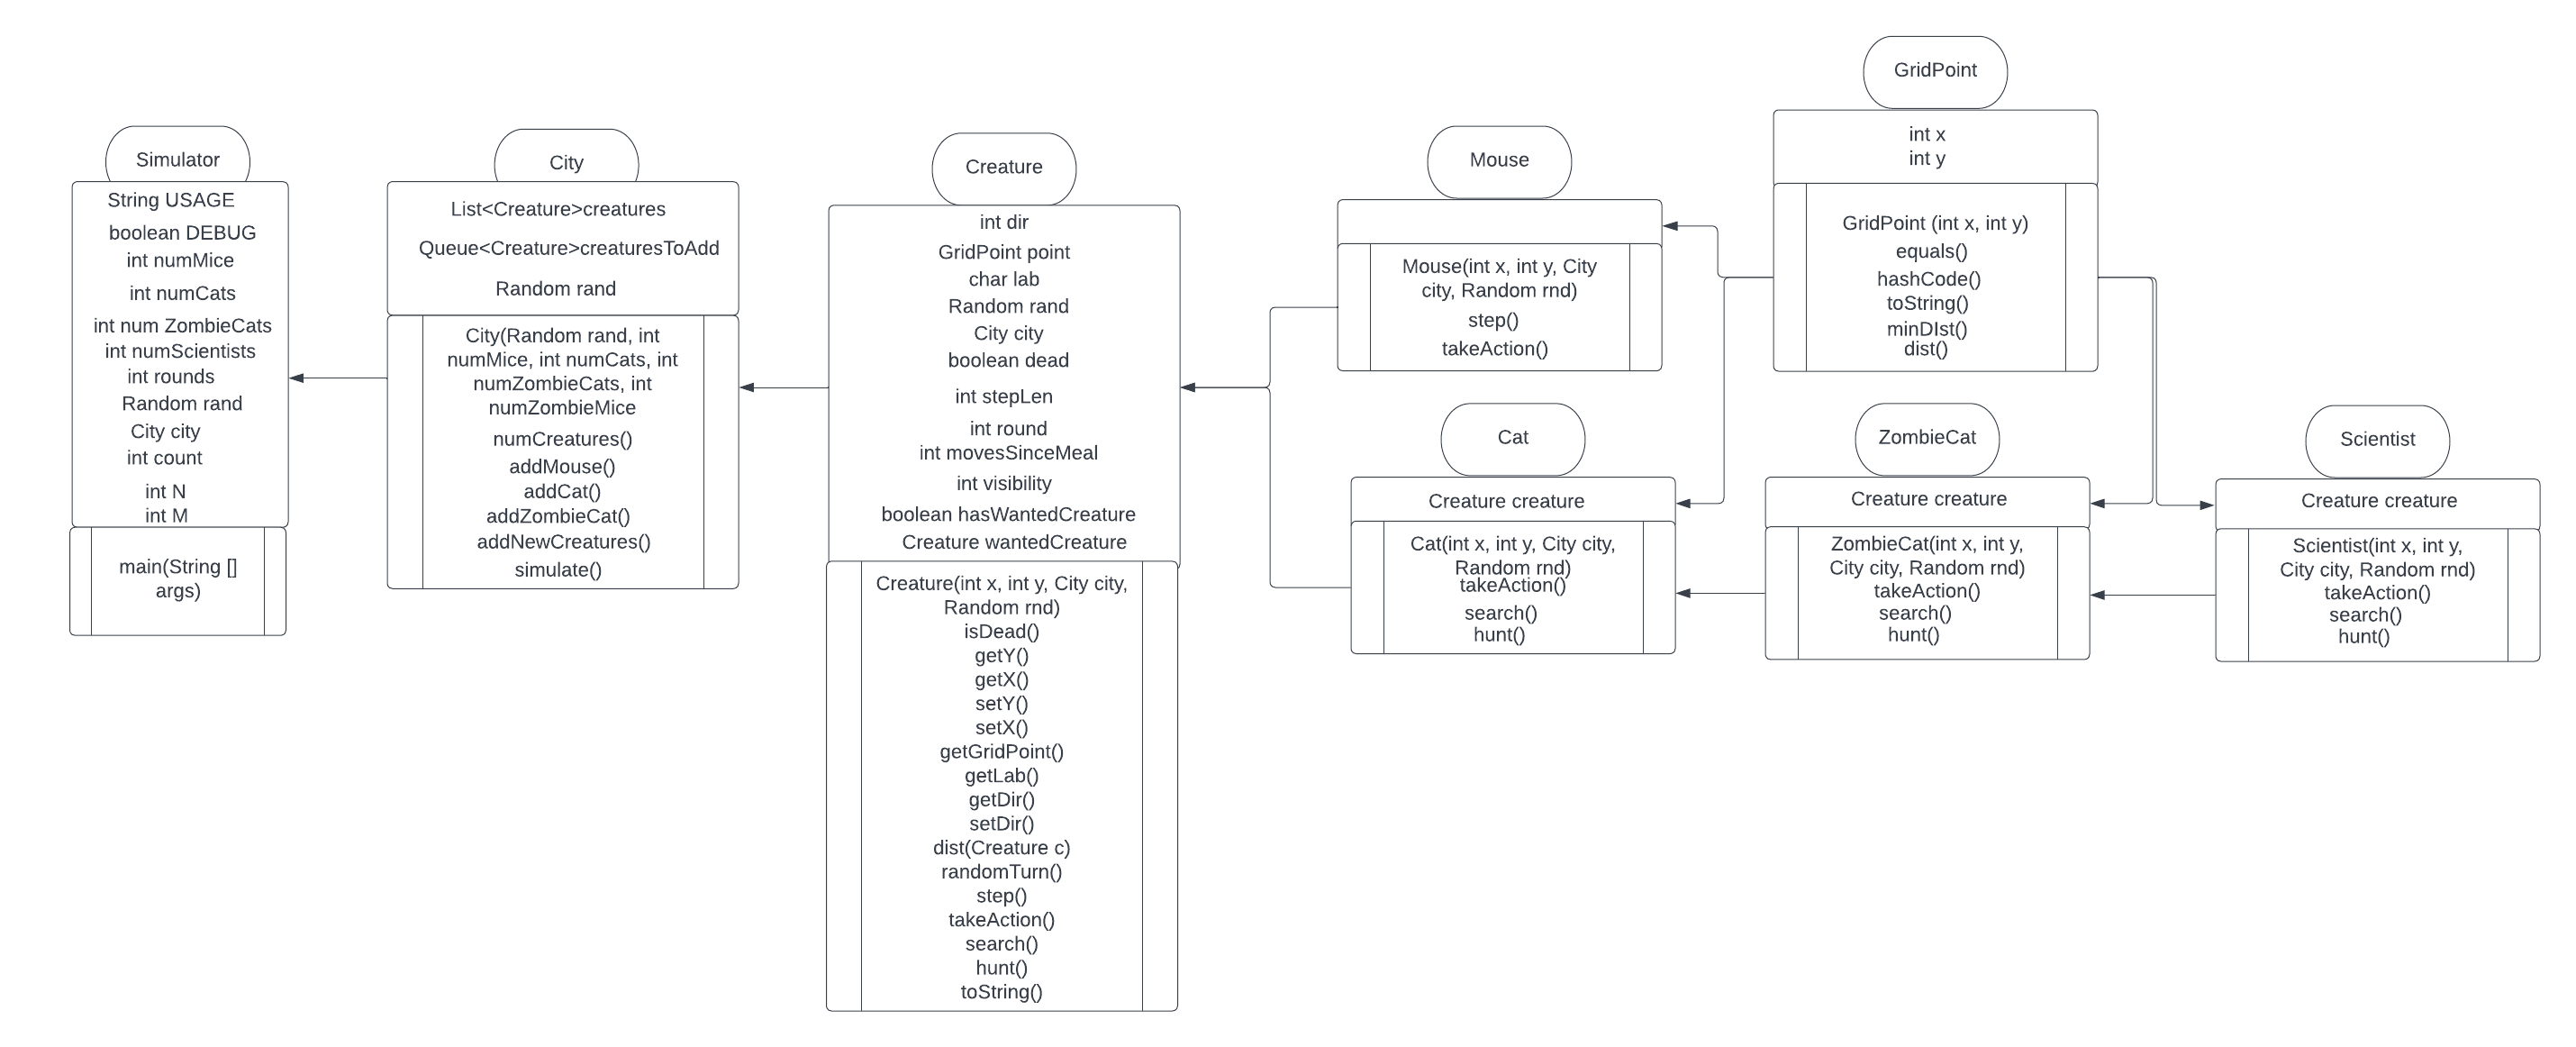 Simulator
String USAGE
boolean DEBUG
int numMice
int numCats
int num ZombieCats
int numScientists
int rounds
Random rand
City city
int count
int N
int M
main(String []
args)
City
List<Creature>creatures
Queue<Creature>creaturesToAdd
Random rand
City(Random rand, int
numMice, int numCats, int
numZombieCats, int
numZombieMice
numCreatures()
addMouse()
addCat()
addZombieCat()
addNewCreatures()
simulate()
Creature
int dir
GridPoint point
char lab
Random rand
City city
boolean dead
int stepLen
int round
int movesSinceMeal
int visibility
boolean hasWantedCreature
Creature wantedCreature
Creature(int x, int y, City city,
Random rnd)
isDead()
getY()
getX()
setY()
setX()
getGridPoint()
getLab()
getDir()
setDir()
dist(Creature c)
randomTurn()
step()
takeAction()
search()
hunt()
toString()
Mouse
Mouse(int x, int y, City
city, Random rnd)
step()
takeAction()
Cat
Creature creature
Cat(int x, int y, City city,
Random rnd)
takeAction()
search()
hunt()
GridPoint
int x
int y
GridPoint (int x, int y)
equals()
hashCode()
toString()
minDIst()
dist()
ZombieCat
Creature creature
ZombieCat(int x, int y,
City city, Random rnd)
takeAction()
search()
hunt()
Scientist
Creature creature
Scientist(int x, int y,
City city, Random rnd)
takeAction()
search()
hunt()